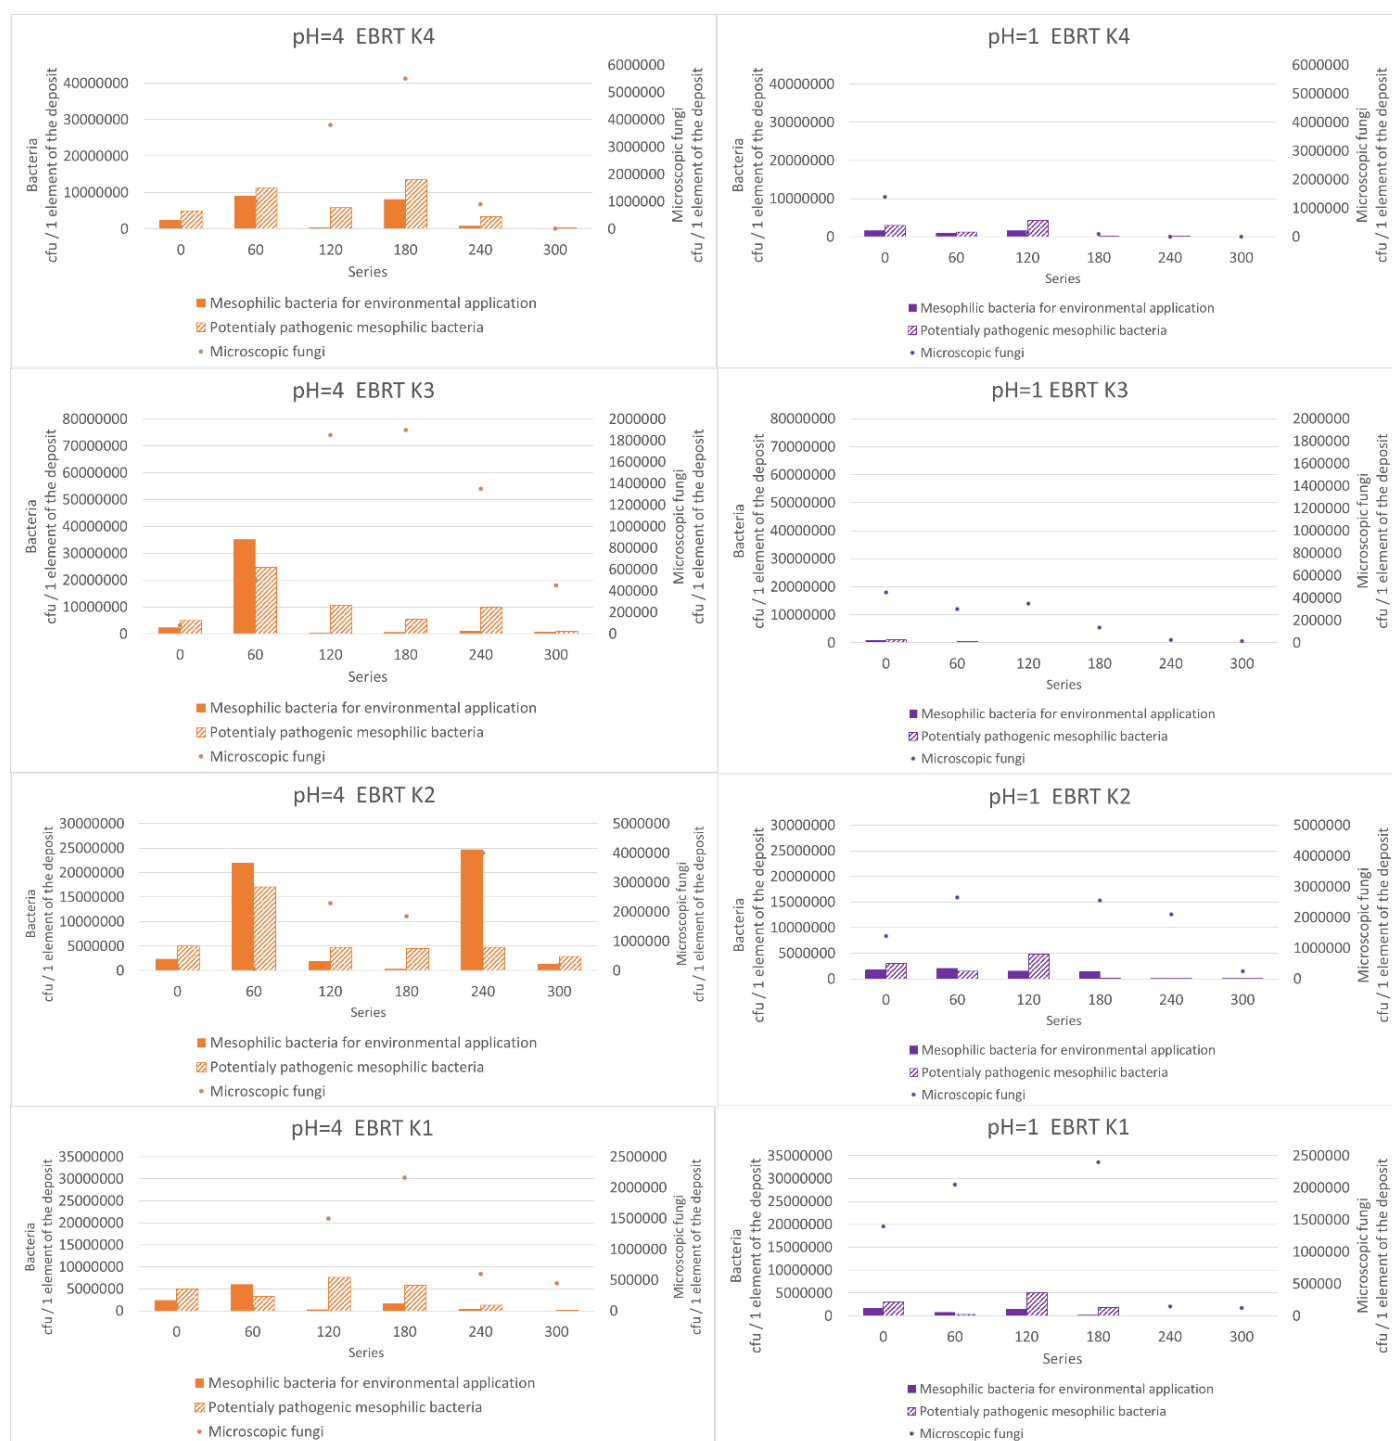 pH=4 EBRT K4
Bacteria
cfu / 1 element of the deposit
40000000
30000000
20000000
10000000
0
6000000
5000000
4000000
3000000
2000000
1000000
0
Microscopic fungi
cfu / 1 element of the deposit
0 60 120 180 240 300
Series
Mesophilic bacteria for environmental application
Potentialy pathogenic mesophilic bacteria
Microscopic fungi
pH=1 EBRT K4
Bacteria
cfu / 1 element of the deposit
40000000
30000000
20000000
10000000
0
6000000
5000000
4000000
3000000
2000000
1000000
0
Microscopic fungi
cfu / 1 element of the deposit
0 60 120 180 240 300
Series
Mesophilic bacteria for environmental application
Potentialy pathogenic mesophilic bacteria
Microscopic fungi
pH=4 EBRT K3
Bacteria
cfu / 1 element of the deposit
80000000
70000000
60000000
50000000
40000000
30000000
20000000
10000000
0
2000000
1800000
1600000
1400000
1200000
1000000
800000
600000
400000
200000
0
Microscopic fungi
cfu / 1 element of the deposit
0 60 120 180 240 300
Series
Mesophilic bacteria for environmental application
Potentialy pathogenic mesophilic bacteria
Microscopic fungi
pH=1 EBRT K3
Bacteria
cfu / 1 element of the deposit
80000000
70000000
60000000
50000000
40000000
30000000
20000000
10000000
0
2000000
1800000
1600000
1400000
1200000
1000000
800000
600000
400000
200000
0
Microscopic fungi
cfu / 1 element of the deposit
0 60 120 180 240 300
Series
Mesophilic bacteria for environmental application
Potentialy pathogenic mesophilic bacteria
Microscopic fungi
pH=4 EBRT K2
Bacteria
cfu / 1 element of the deposit
30000000
25000000
20000000
15000000
10000000
5000000
0
5000000
4000000
3000000
2000000
1000000
0
Microscopic fungi
cfu / 1 element of the deposit
0 60 120 180 240 300
Series
Mesophilic bacteria for environmental application
Potentialy pathogenic mesophilic bacteria
Microscopic fungi
pH=1 EBRT K2
Bacteria
cfu / 1 element of the deposit
30000000
25000000
20000000
15000000
10000000
5000000
0
5000000
4000000
3000000
2000000
1000000
0
Microscopic fungi
cfu / 1 element of the deposit
0 60 120 180 240 300
Series
Mesophilic bacteria for environmental application
Potentialy pathogenic mesophilic bacteria
Microscopic fungi
pH=4 EBRT K1
Bacteria
cfu / 1 element of the deposit
35000000
30000000
25000000
20000000
15000000
10000000
5000000
0
2500000
2000000
1500000
1000000
500000
0
Microscopic fungi
cfu / 1 element of the deposit
0 60 120 180 240 300
Series
Mesophilic bacteria for environmental application
Potentialy pathogenic mesophilic bacteria
Microscopic fungi
pH=1 EBRT K1
Bacteria
cfu / 1 element of the deposit
35000000
30000000
25000000
20000000
15000000
10000000
5000000
0
2500000
2000000
1500000
1000000
500000
0
Microscopic fungi
cfu / 1 element of the deposit
0 60 120 180 240 300
Series
Mesophilic bacteria for environmental application
Potentialy pathogenic mesophilic bacteria
Microscopic fungi